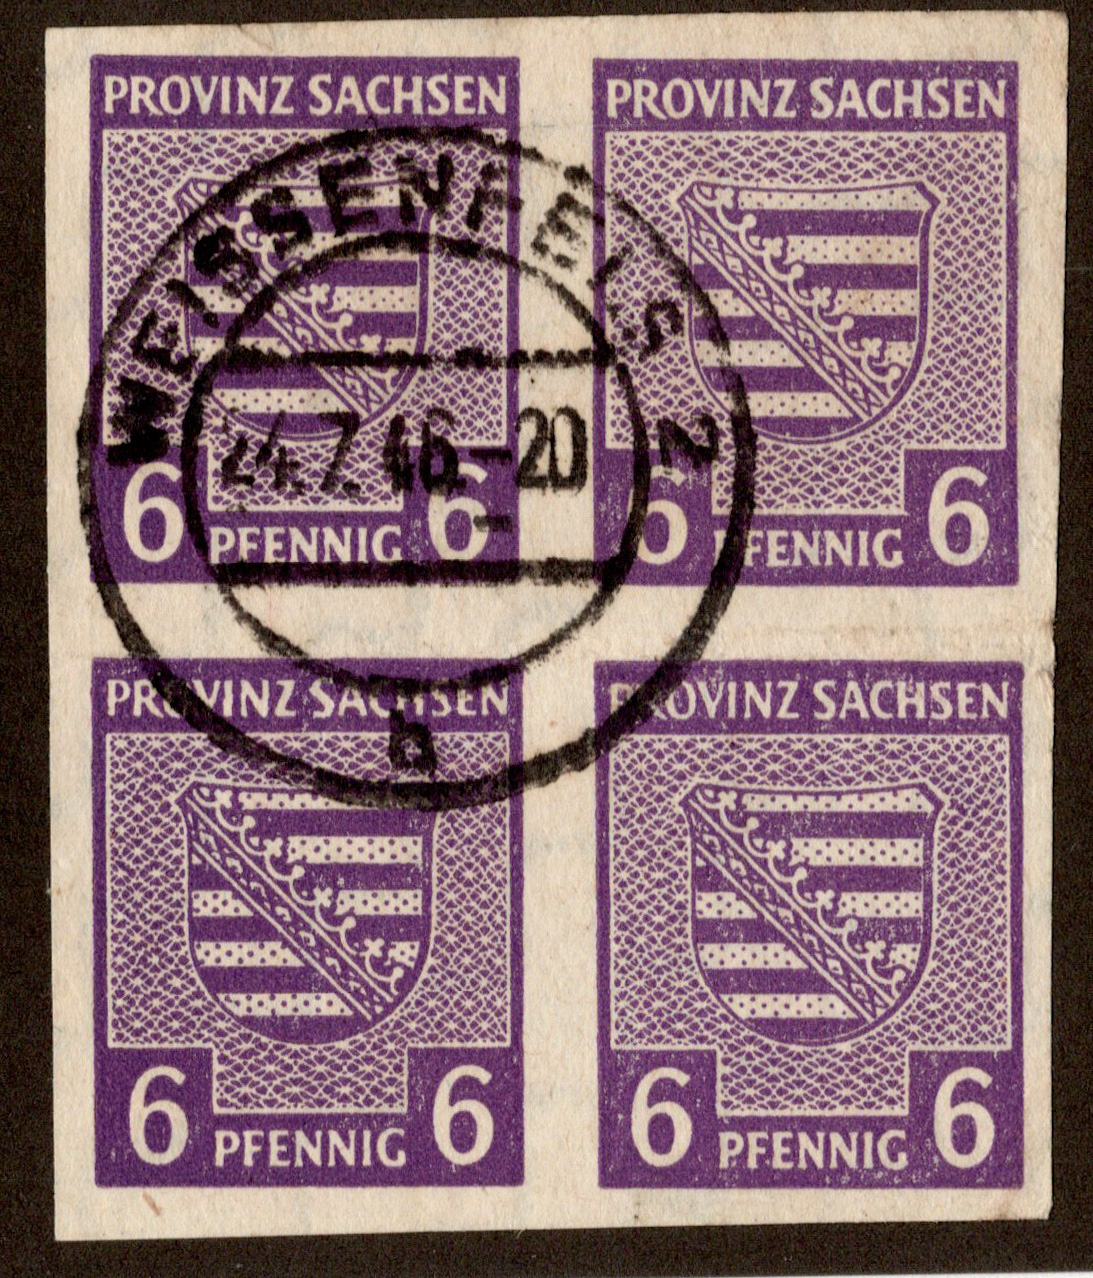 PROVINZ SACHSEN
6 PFENNIG 6
PROVINZ SACHSEN
6 PFENNIG 6
WEISSENFELS 2
24.7.46.-20
b
PROVINZ SACHSEN
6 PFENNIG 6
PROVINZ SACHSEN
6 PFENNIG 6